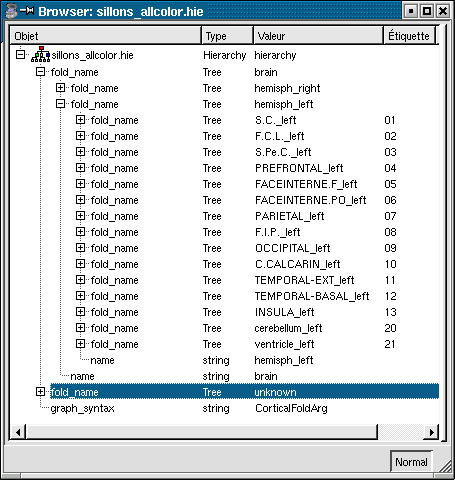 Browser: sillons_allcolor.hie
Objet Type Valeur Étiquette
sillons_allcolor.hie Hierarchy hierarchy
fold_name Tree brain
fold_name Tree hemisph_right
fold_name Tree hemisph_left
fold_name Tree S.C._left 01
fold_name Tree F.C.L._left 02
fold_name Tree S.Pe.C._left 03
fold_name Tree PREFRONTAL_left 04
fold_name Tree FACEINTERNE.F_left 05
fold_name Tree FACEINTERNE.PO_left 06
fold_name Tree PARIETAL_left 07
fold_name Tree F.I.P._left 08
fold_name Tree OCCIPITAL_left 09
fold_name Tree C.CALCARIN_left 10
fold_name Tree TEMPORAL-EXT_left 11
fold_name Tree TEMPORAL-BASAL_left 12
fold_name Tree INSULA_left 13
fold_name Tree cerebellum_left 20
fold_name Tree ventricle_left 21
name string hemisph_left
name string brain
fold_name Tree unknown
graph_syntax string CorticalFoldArg
Normal